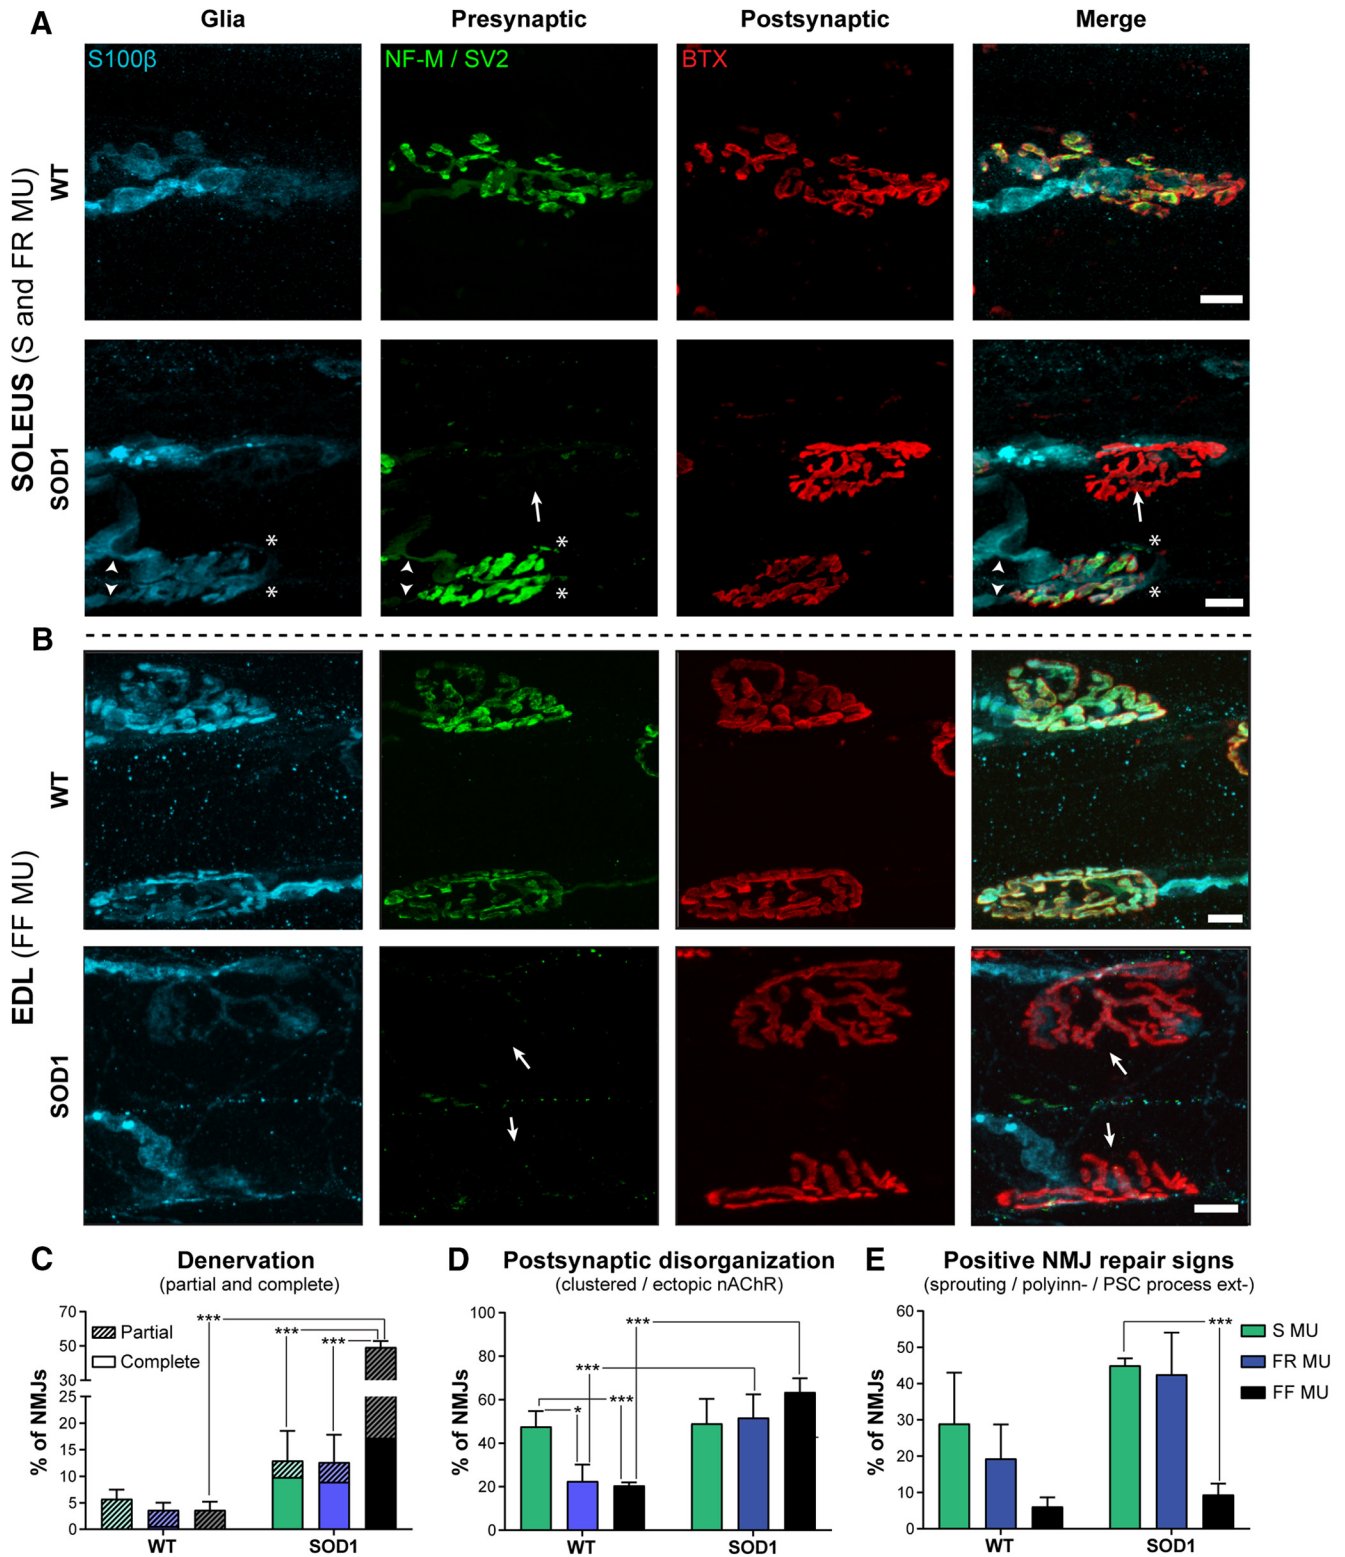 A
Glia
Presynaptic
Postsynaptic
Merge
S100β
NF-M / SV2
BTX
SOLEUS (S and FR MU)
WT
SOD1
*
*
*
*
*
*
B
EDL (FF MU)
WT
SOD1
C
Denervation
(partial and complete)
% of NMJs
70
50
30
25
20
15
10
5
0
Partial
Complete
***
***
***
WT
SOD1
D
Postsynaptic disorganization
(clustered / ectopic nAChR)
% of NMJs
100
80
60
40
20
0
***
***
***
*
WT
SOD1
E
Positive NMJ repair signs
(sprouting / polyinn- / PSC process ext-)
% of NMJs
60
50
40
30
20
10
0
***
WT
SOD1
S MU
FR MU
FF MU